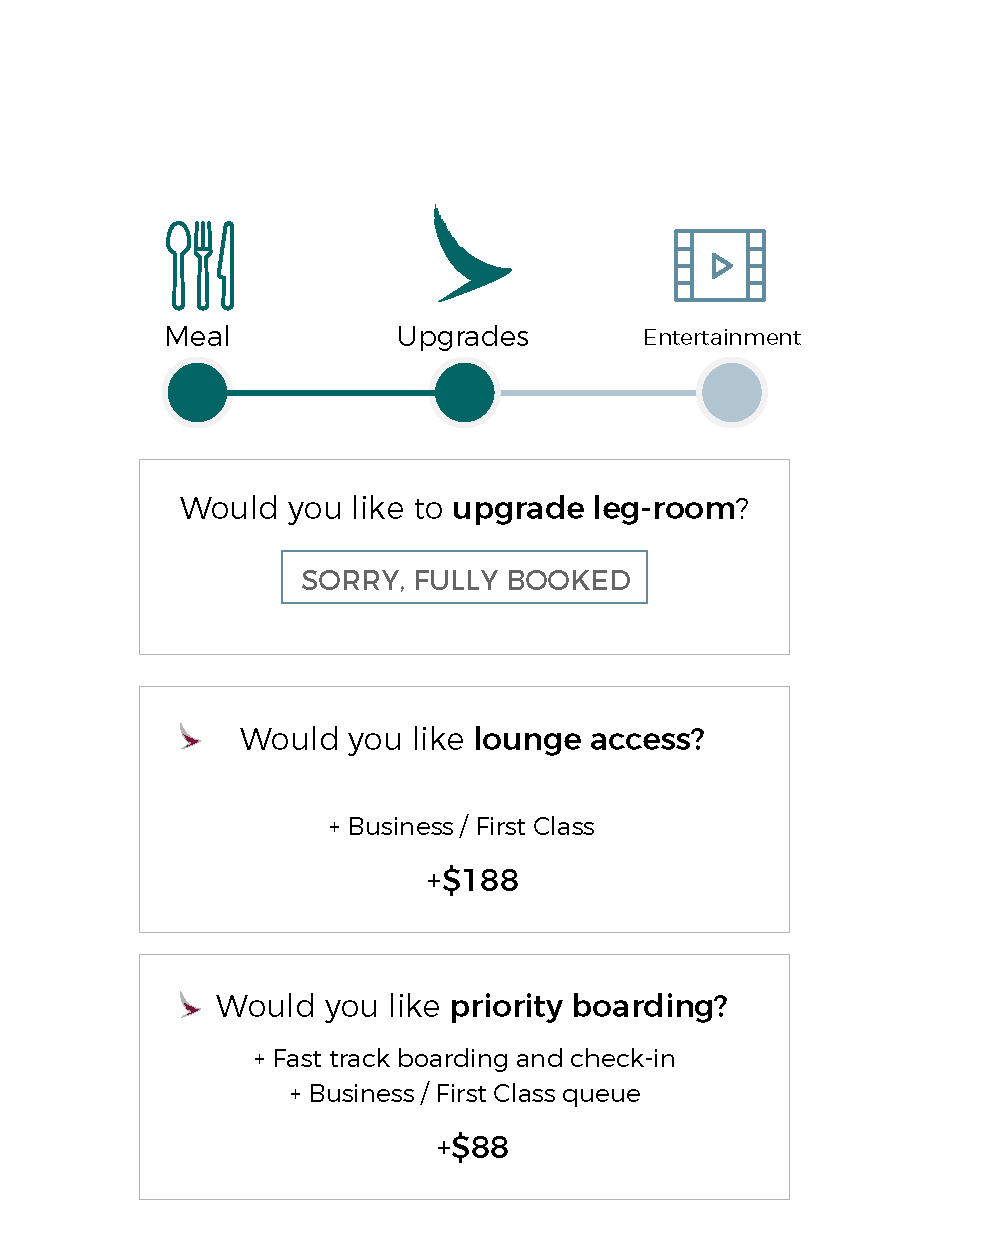 Meal
Upgrades
Entertainment
Would you like to upgrade leg-room?
SORRY, FULLY BOOKED
Would you like lounge access?
+ Business / First Class
+$188
Would you like priority boarding?
+ Fast track boarding and check-in
+ Business / First Class queue
+$88